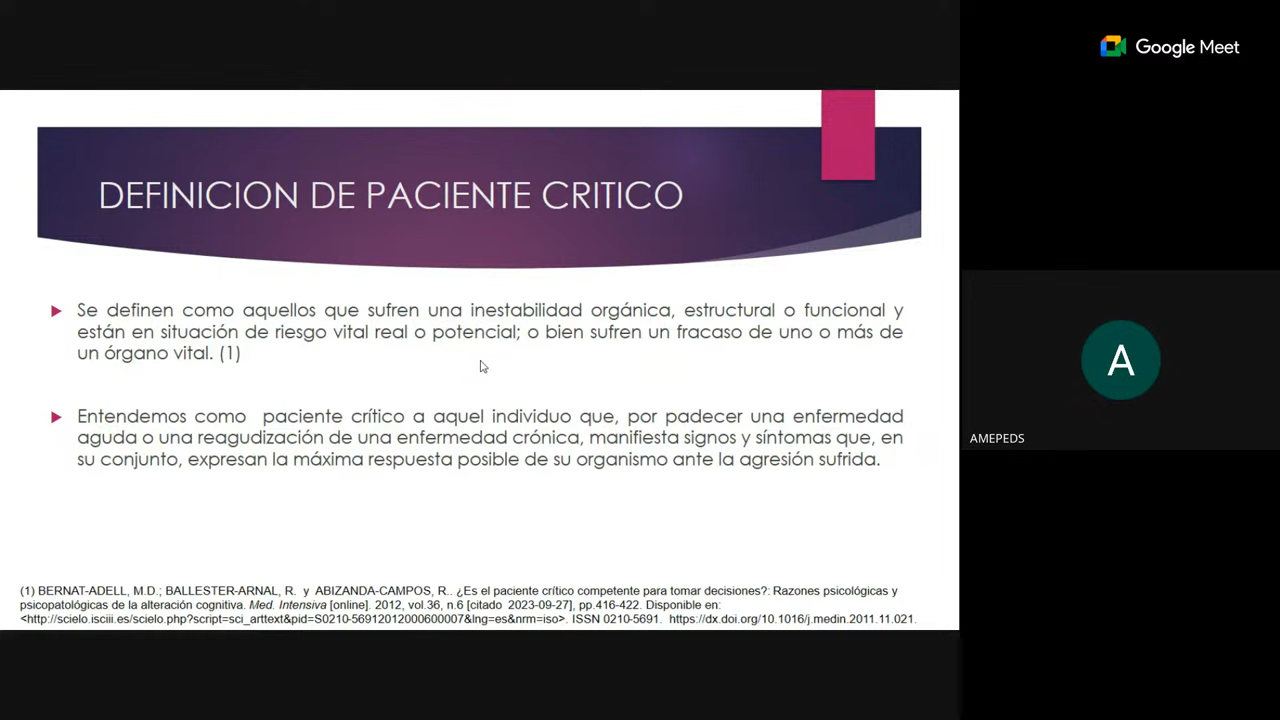 Google Meet
DEFINICION DE PACIENTE CRITICO
Se definen como aquellos que sufren una inestabilidad orgánica, estructural o funcional y
están en situación de riesgo vital real o potencial; o bien sufren un fracaso de uno o más de
un órgano vital. (1)
Entendemos como paciente crítico a aquel individuo que, por padecer una enfermedad
aguda o una reagudización de una enfermedad crónica, manifiesta signos y síntomas que, en
su conjunto, expresan la máxima respuesta posible de su organismo ante la agresión sufrida.
(1) BERNAT-ADELL, M.D.; BALLESTER-ARNAL, R. y ABIZANDA-CAMPOS, R.. ¿Es el paciente crítico competente para tomar decisiones?: Razones psicológicas y
psicopatológicas de la alteración cognitiva. Med. Intensiva [online]. 2012, vol.36, n.6 [citado 2023-09-27], pp.416-422. Disponible en:
<http://scielo.isciii.es/scielo.php?script=sci_arttext&pid=S0210-56912012000600007&lng=es&nrm=iso>. ISSN 0210-5691. https://dx.doi.org/10.1016/j.medin.2011.11.021.
A
AMEPEDS